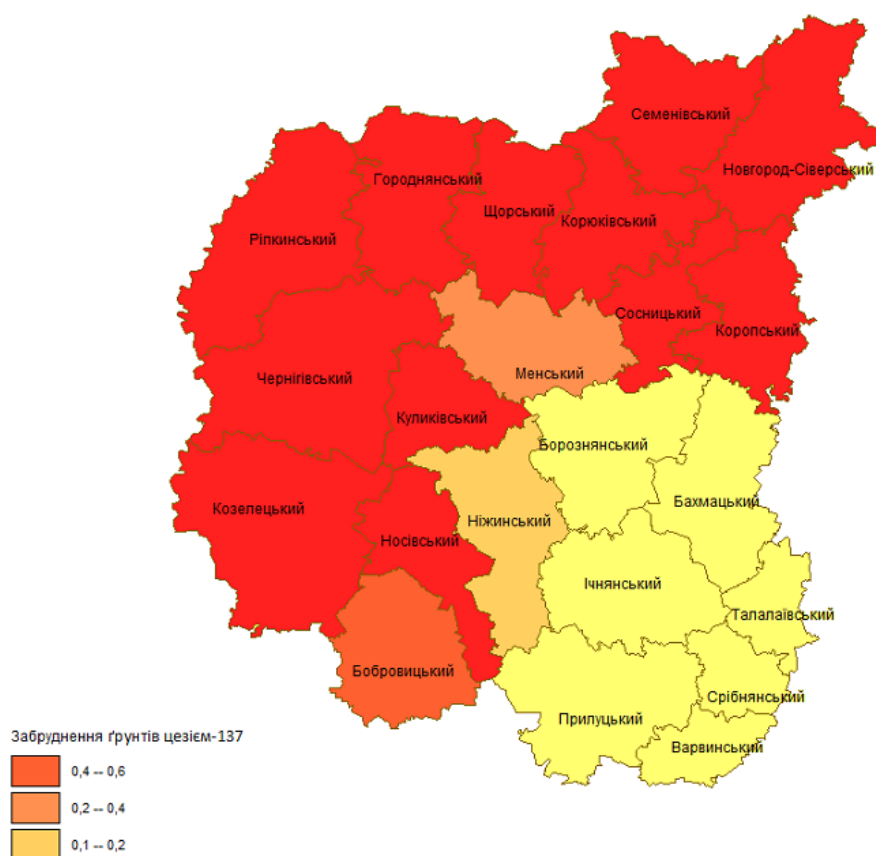 Семенівський
Новгород-Сіверський
Городнянський
Щорський
Корюківський
Ріпкинський
Сосницький
Коропський
Менський
Чернігівський
Куликівський
Борознянський
Бахмацький
Козелецький
Ніжинський
Носівський
Ічнянський
Талалаївський
Бобровицький
Срібнянський
Прилуцький
Варвинський
Забруднення ґрунтів цезієм-137
0,4 -- 0,6
0,2 -- 0,4
0,1 -- 0,2